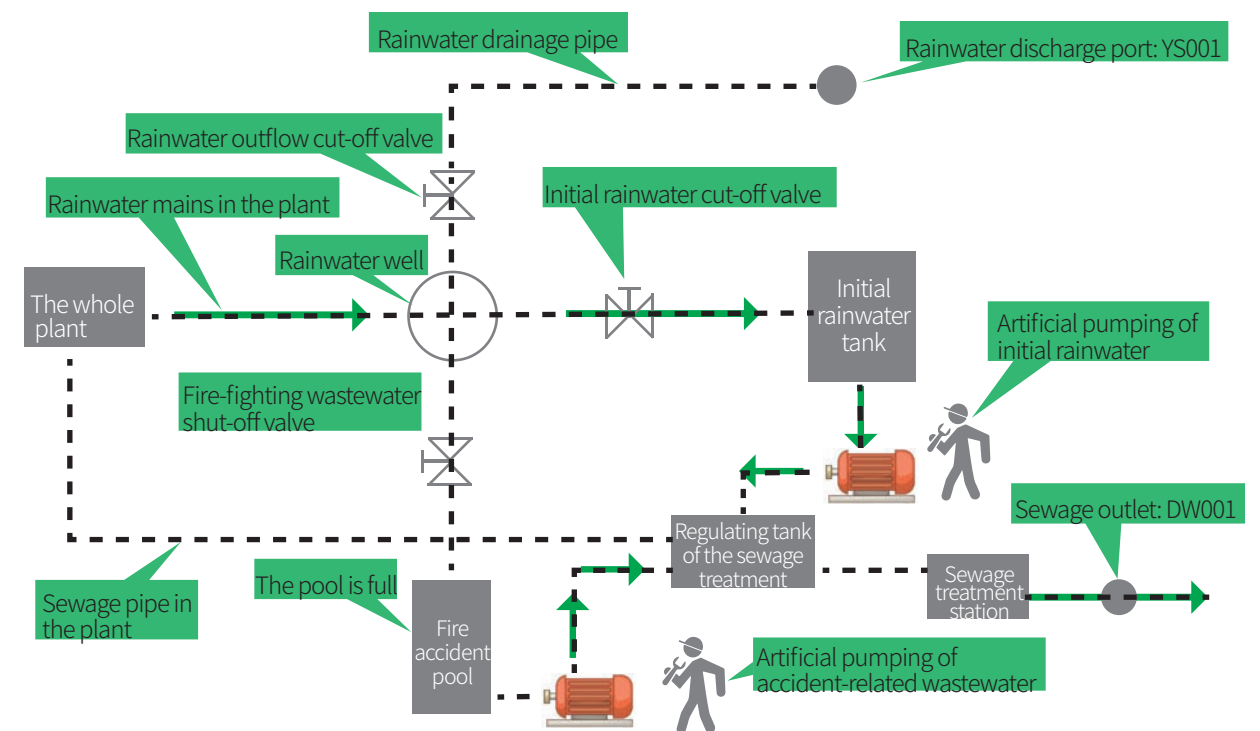 Rainwater drainage pipe
Rainwater discharge port: YS001
Rainwater outflow cut-off valve
Rainwater mains in the plant
Initial rainwater cut-off valve
Rainwater well
The whole
plant
Initial
rainwater
tank
Artificial pumping of
initial rainwater
Fire-fighting wastewater
shut-off valve
Sewage outlet: DW001
Regulating tank
of the sewage
treatment
The pool is full
Sewage
treatment
station
Sewage pipe in
the plant
Fire
accident
pool
Artificial pumping of
accident-related wastewater